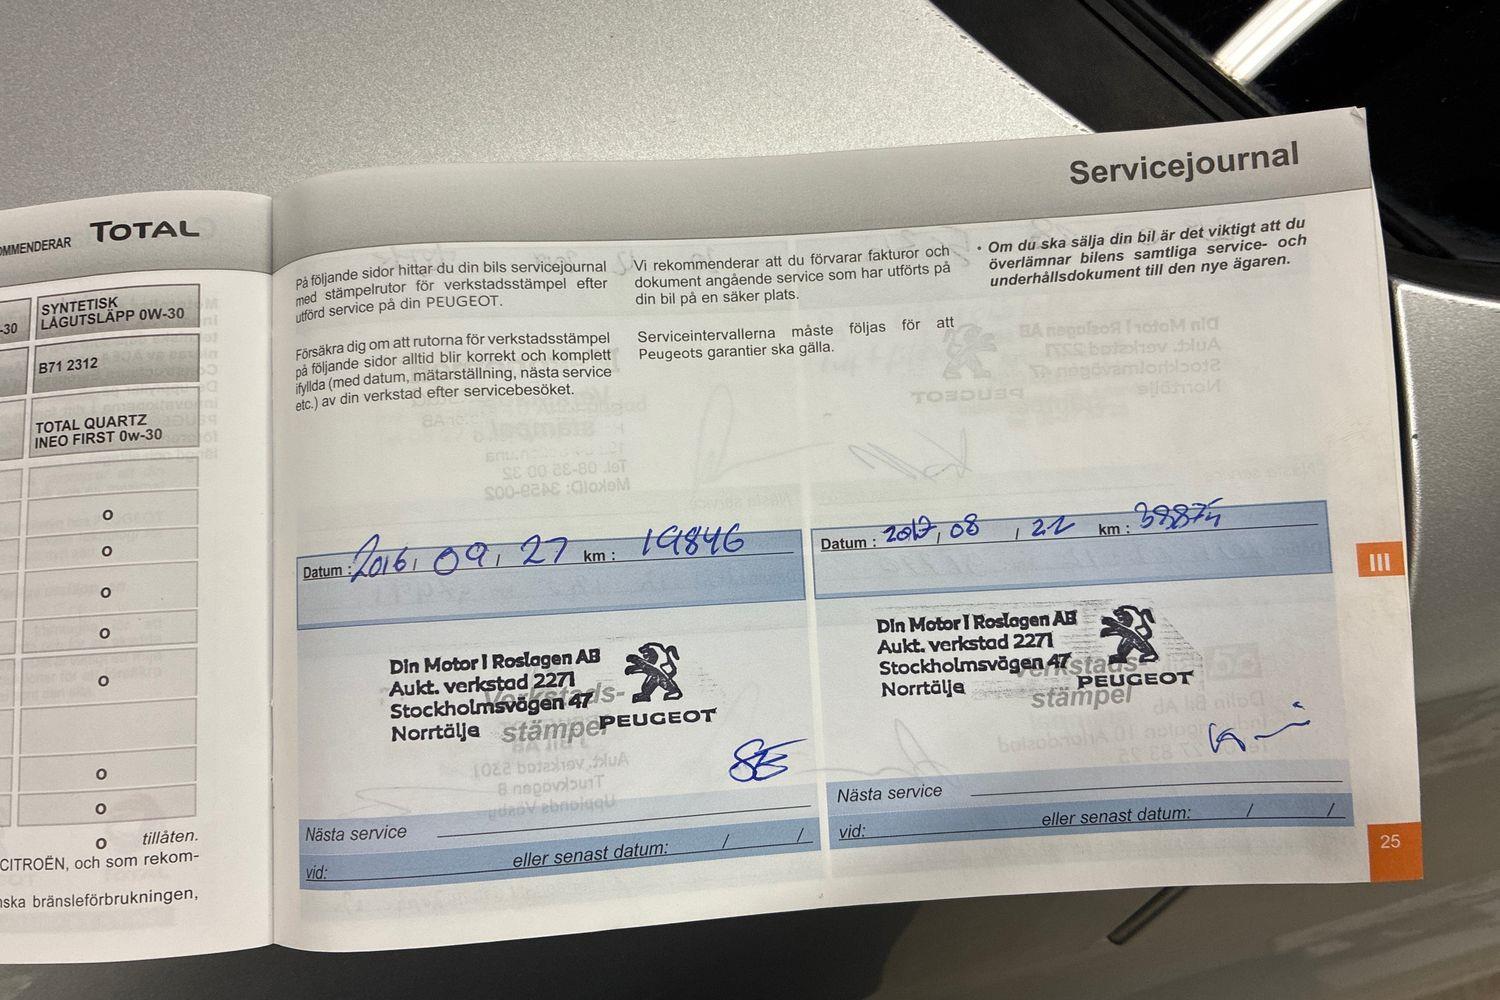 OMMENDERAR TOTAL
-30
SYNTETISK
LÅGUTSLÄPP 0W-30
B71 2312
TOTAL QUARTZ
INEO FIRST 0w-30
o
o
o
o
o
o
o
o
tillåten.
CITROËN, och som rekom-
nska bränsleförbrukningen,
Servicejournal
På följande sidor hittar du din bils servicejournal
med stämpelrutor för verkstadsstämpel efter
utförd service på din PEUGEOT.
Försäkra dig om att rutorna för verkstadsstämpel
på följande sidor alltid blir korrekt och komplett
ifyllda (med datum, mätarställning, nästa service
etc.) av din verkstad efter servicebesöket.
Vi rekommenderar att du förvarar fakturor och
dokument angående service som har utförts på
din bil på en säker plats.
Serviceintervallerna måste följas för att
Peugeots garantier ska gälla.
• Om du ska sälja din bil är det viktigt att du
överlämnar bilens samtliga service- och
underhållsdokument till den nye ägaren.
Datum : 2016, 09, 27 km : 19846
Din Motor I Roslagen AB
Aukt. verkstad 2271
Stockholmsvägen 47
Norrtälje
PEUGEOT
Verkstads-
stämpel
Nästa service
vid: eller senast datum: / /
Datum : 2017, 08, 22 km :
Din Motor I Roslagen AB
Aukt. verkstad 2271
Stockholmsvägen 47
Norrtälje
PEUGEOT
Verkstads-
stämpel
Nästa service
vid: eller senast datum: / /
III
25